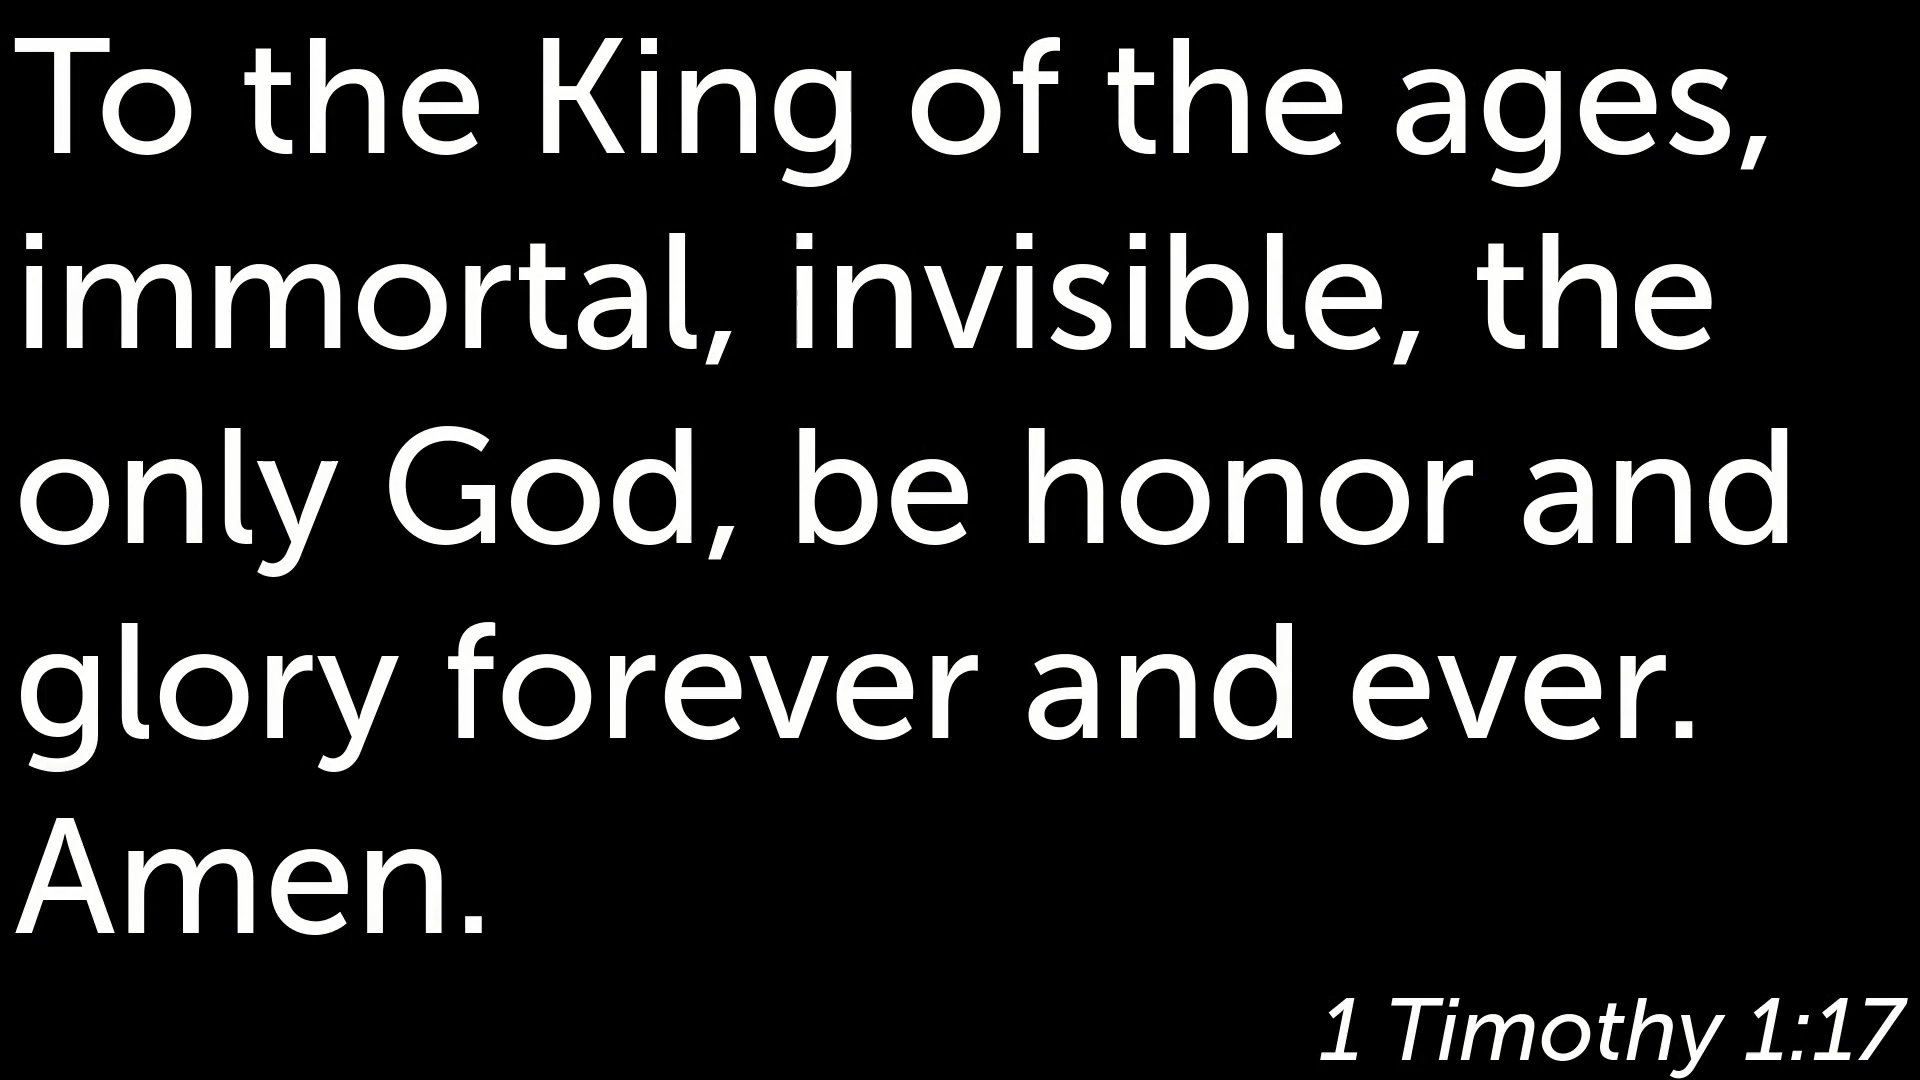 To the King of the ages,
immortal, invisible, the
only God, be honor and
glory forever and ever.
Amen.
1 Timothy 1:17